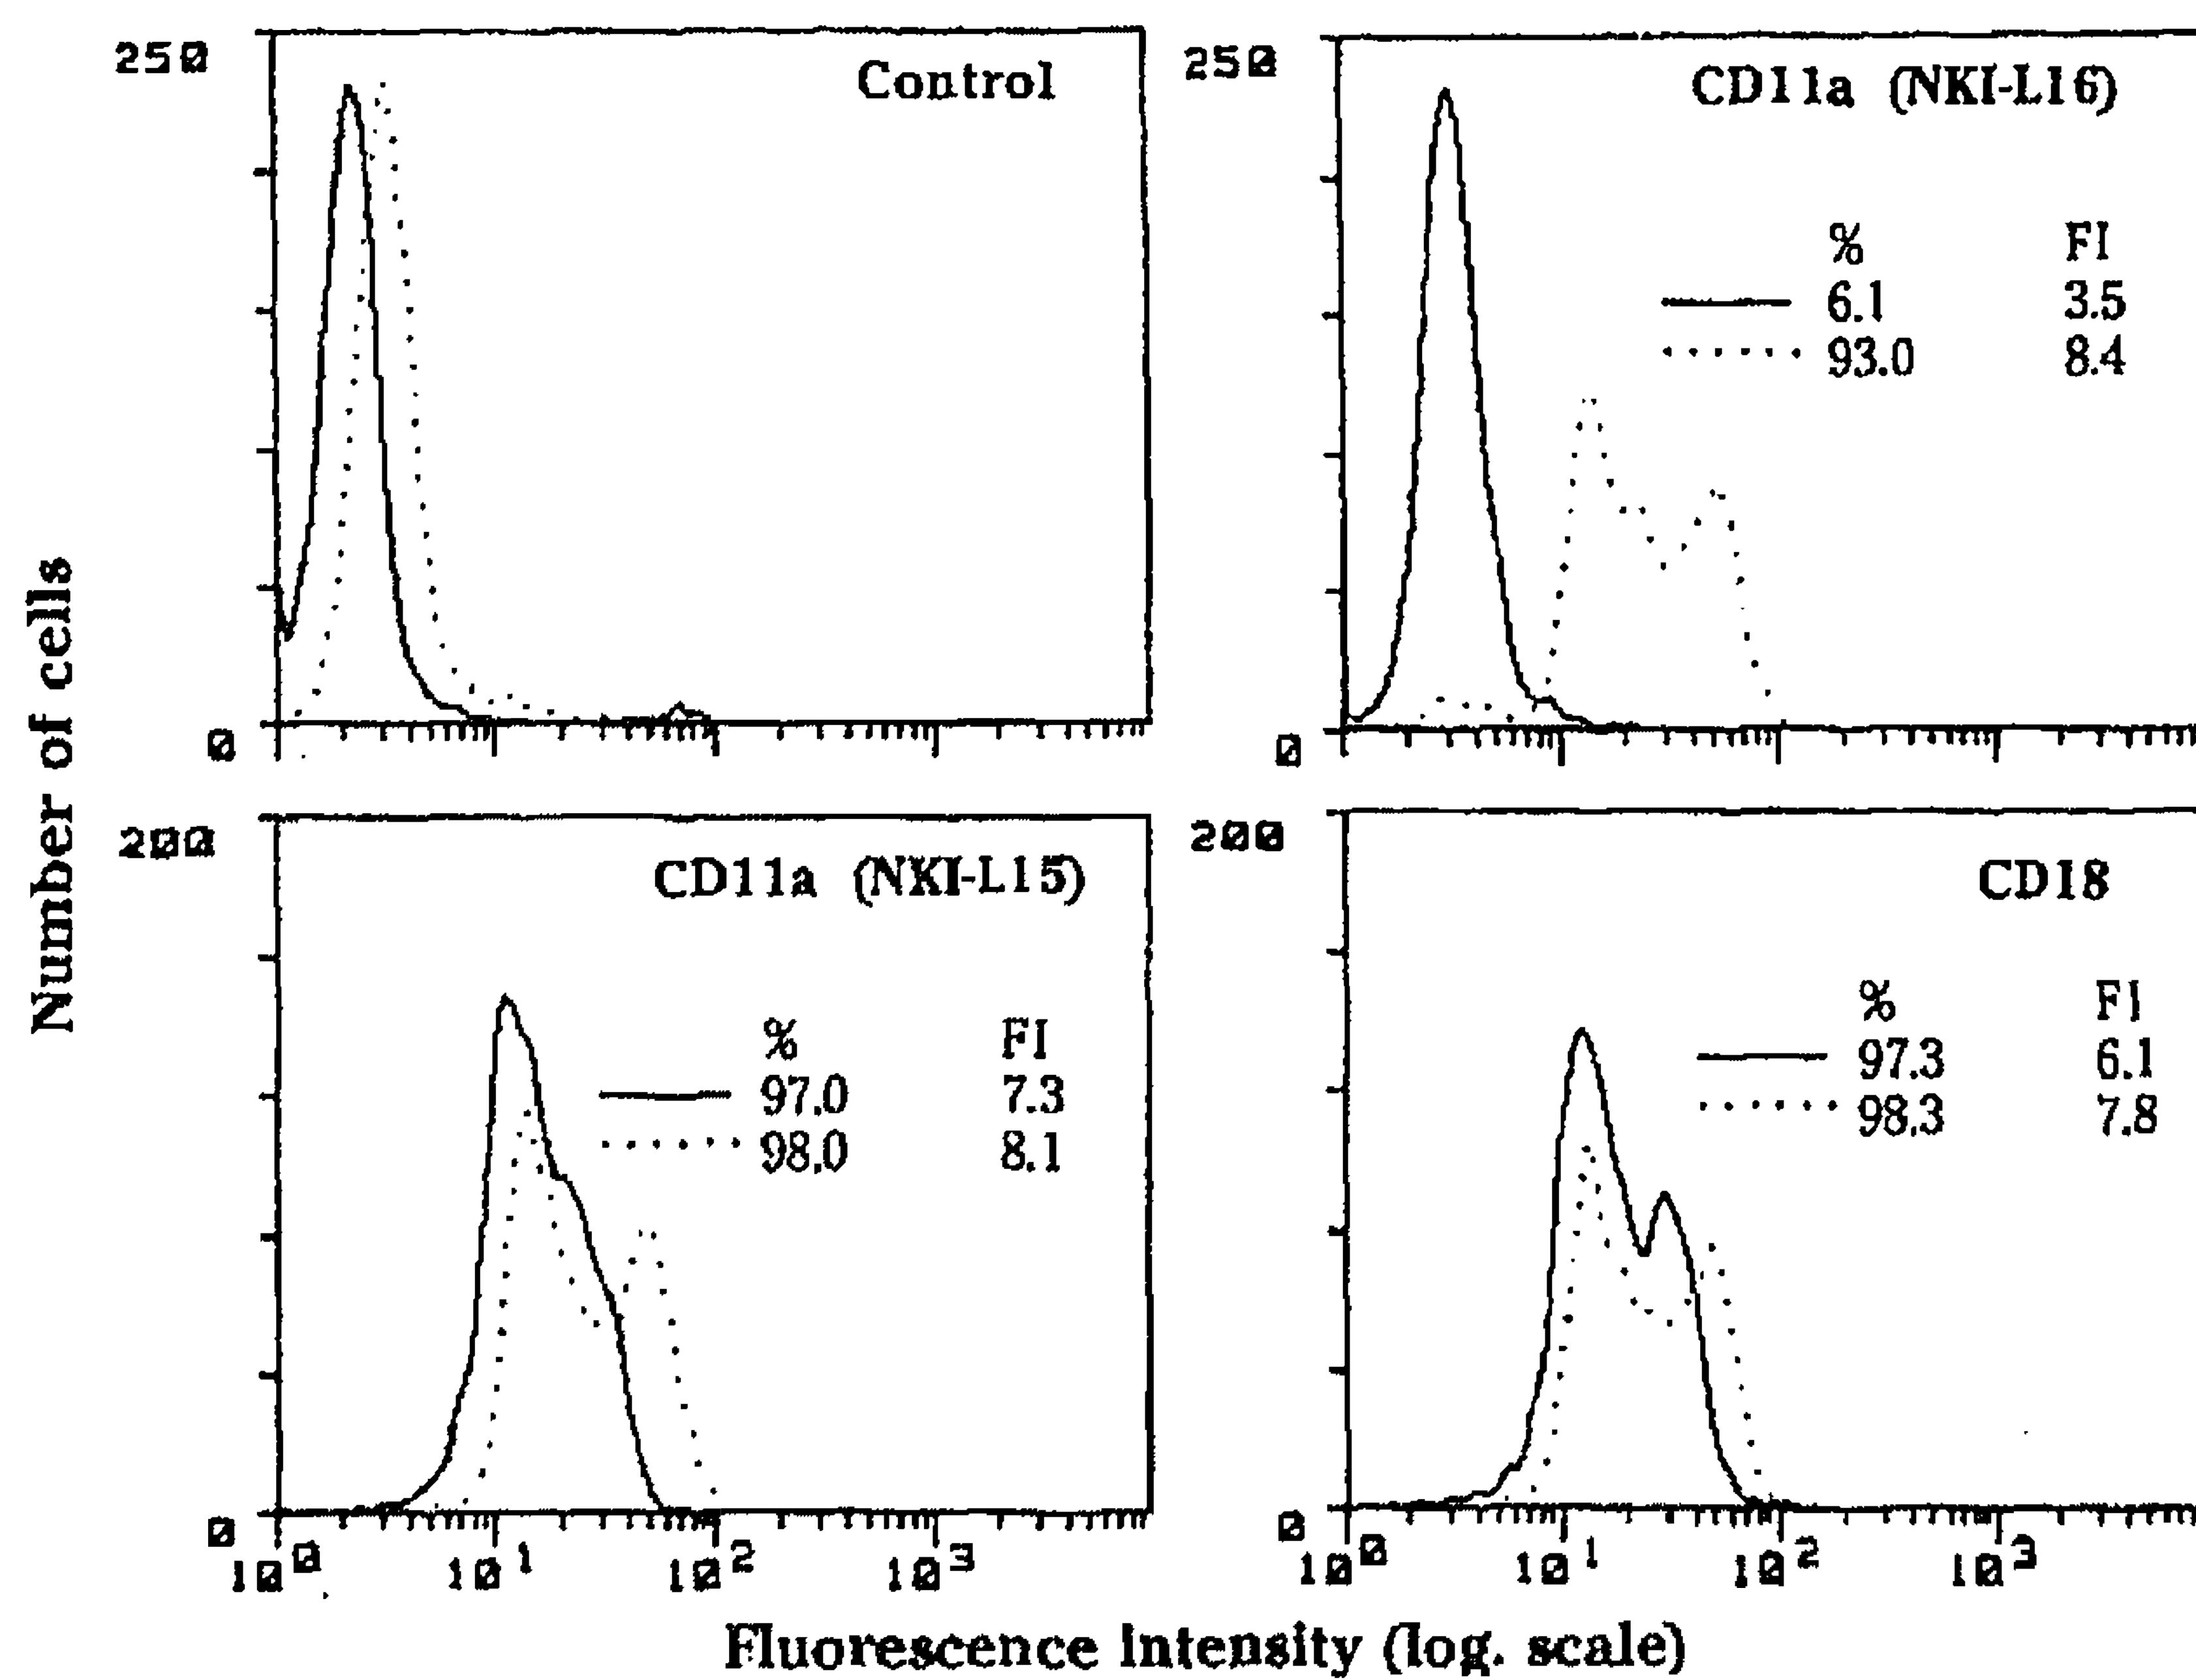 250
Control
0
250
CD11a (NKI-L16)
% FI
6.1 3.5
93.0 8.4
0
Number of cells
200
CD11a (NKI-L15)
% FI
97.0 7.3
98.0 8.1
0
10^0 10^1 10^2 10^3
200
CD18
% FI
97.3 6.1
98.3 7.8
0
10^0 10^1 10^2 10^3
Fluorescence intensity (log. scale)